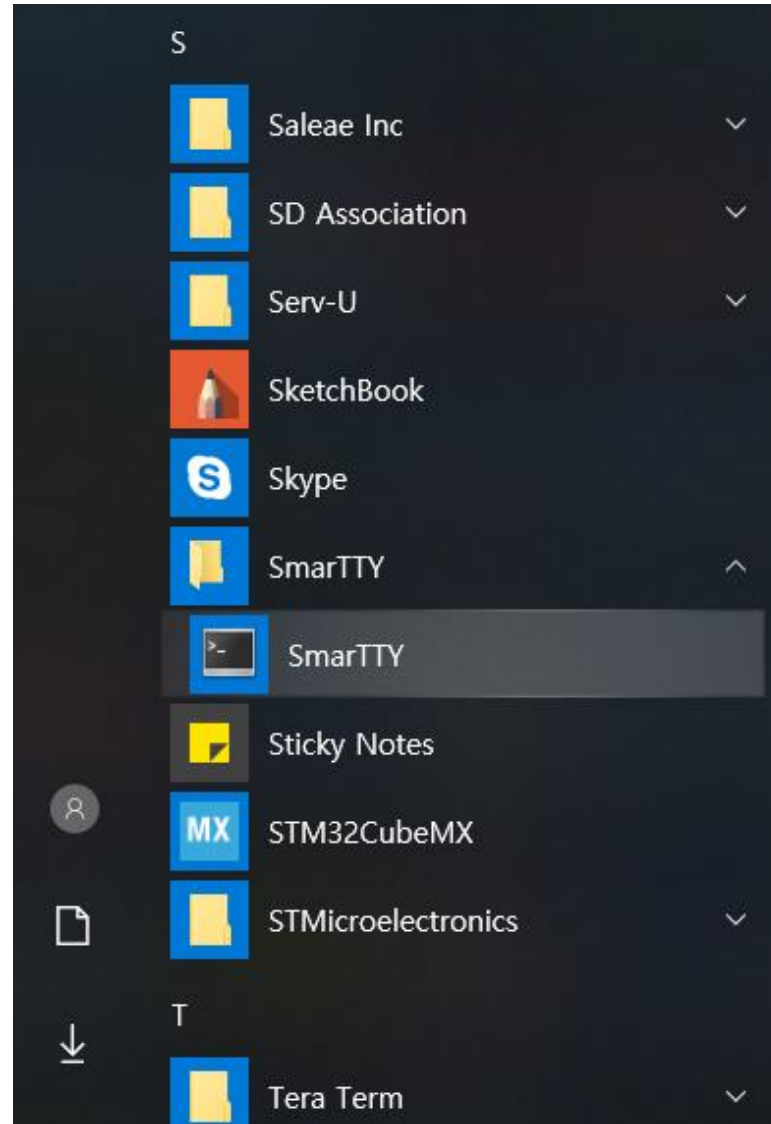 S
Saleae Inc
SD Association
Serv-U
SketchBook
S
Skype
SmarTTY
>_
SmarTTY
Sticky Notes
MX
STM32CubeMX
STMicroelectronics
T
Tera Term